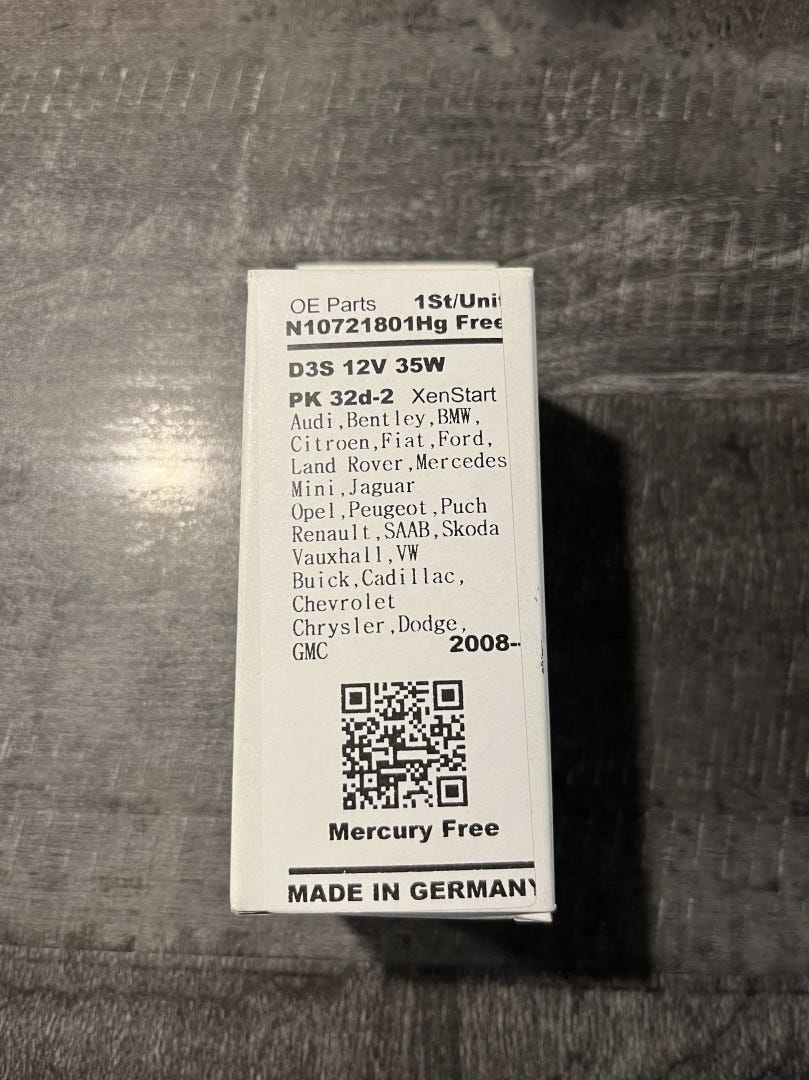 OE Parts 1St/Unit
N10721801Hg Free
D3S 12V 35W
PK 32d-2 XenStart
Audi,Bentley,BMW,
Citroen,Fiat,Ford,
Land Rover,Mercedes
Mini,Jaguar
Opel,Peugeot,Puch
Renault,SAAB,Skoda
Vauxhall,VW
Buick,Cadillac,
Chevrolet
Chrysler,Dodge,
GMC 2008-
Mercury Free
MADE IN GERMANY